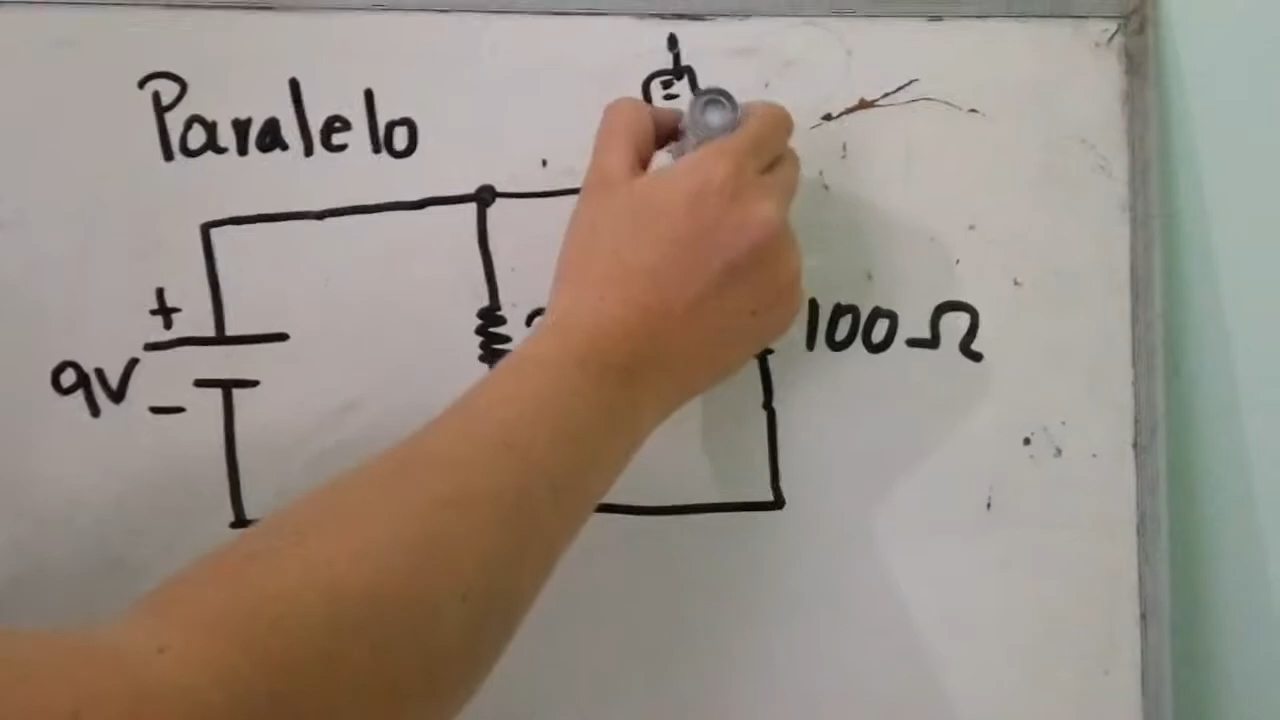 Paralelo
+
9V
-
100Ω